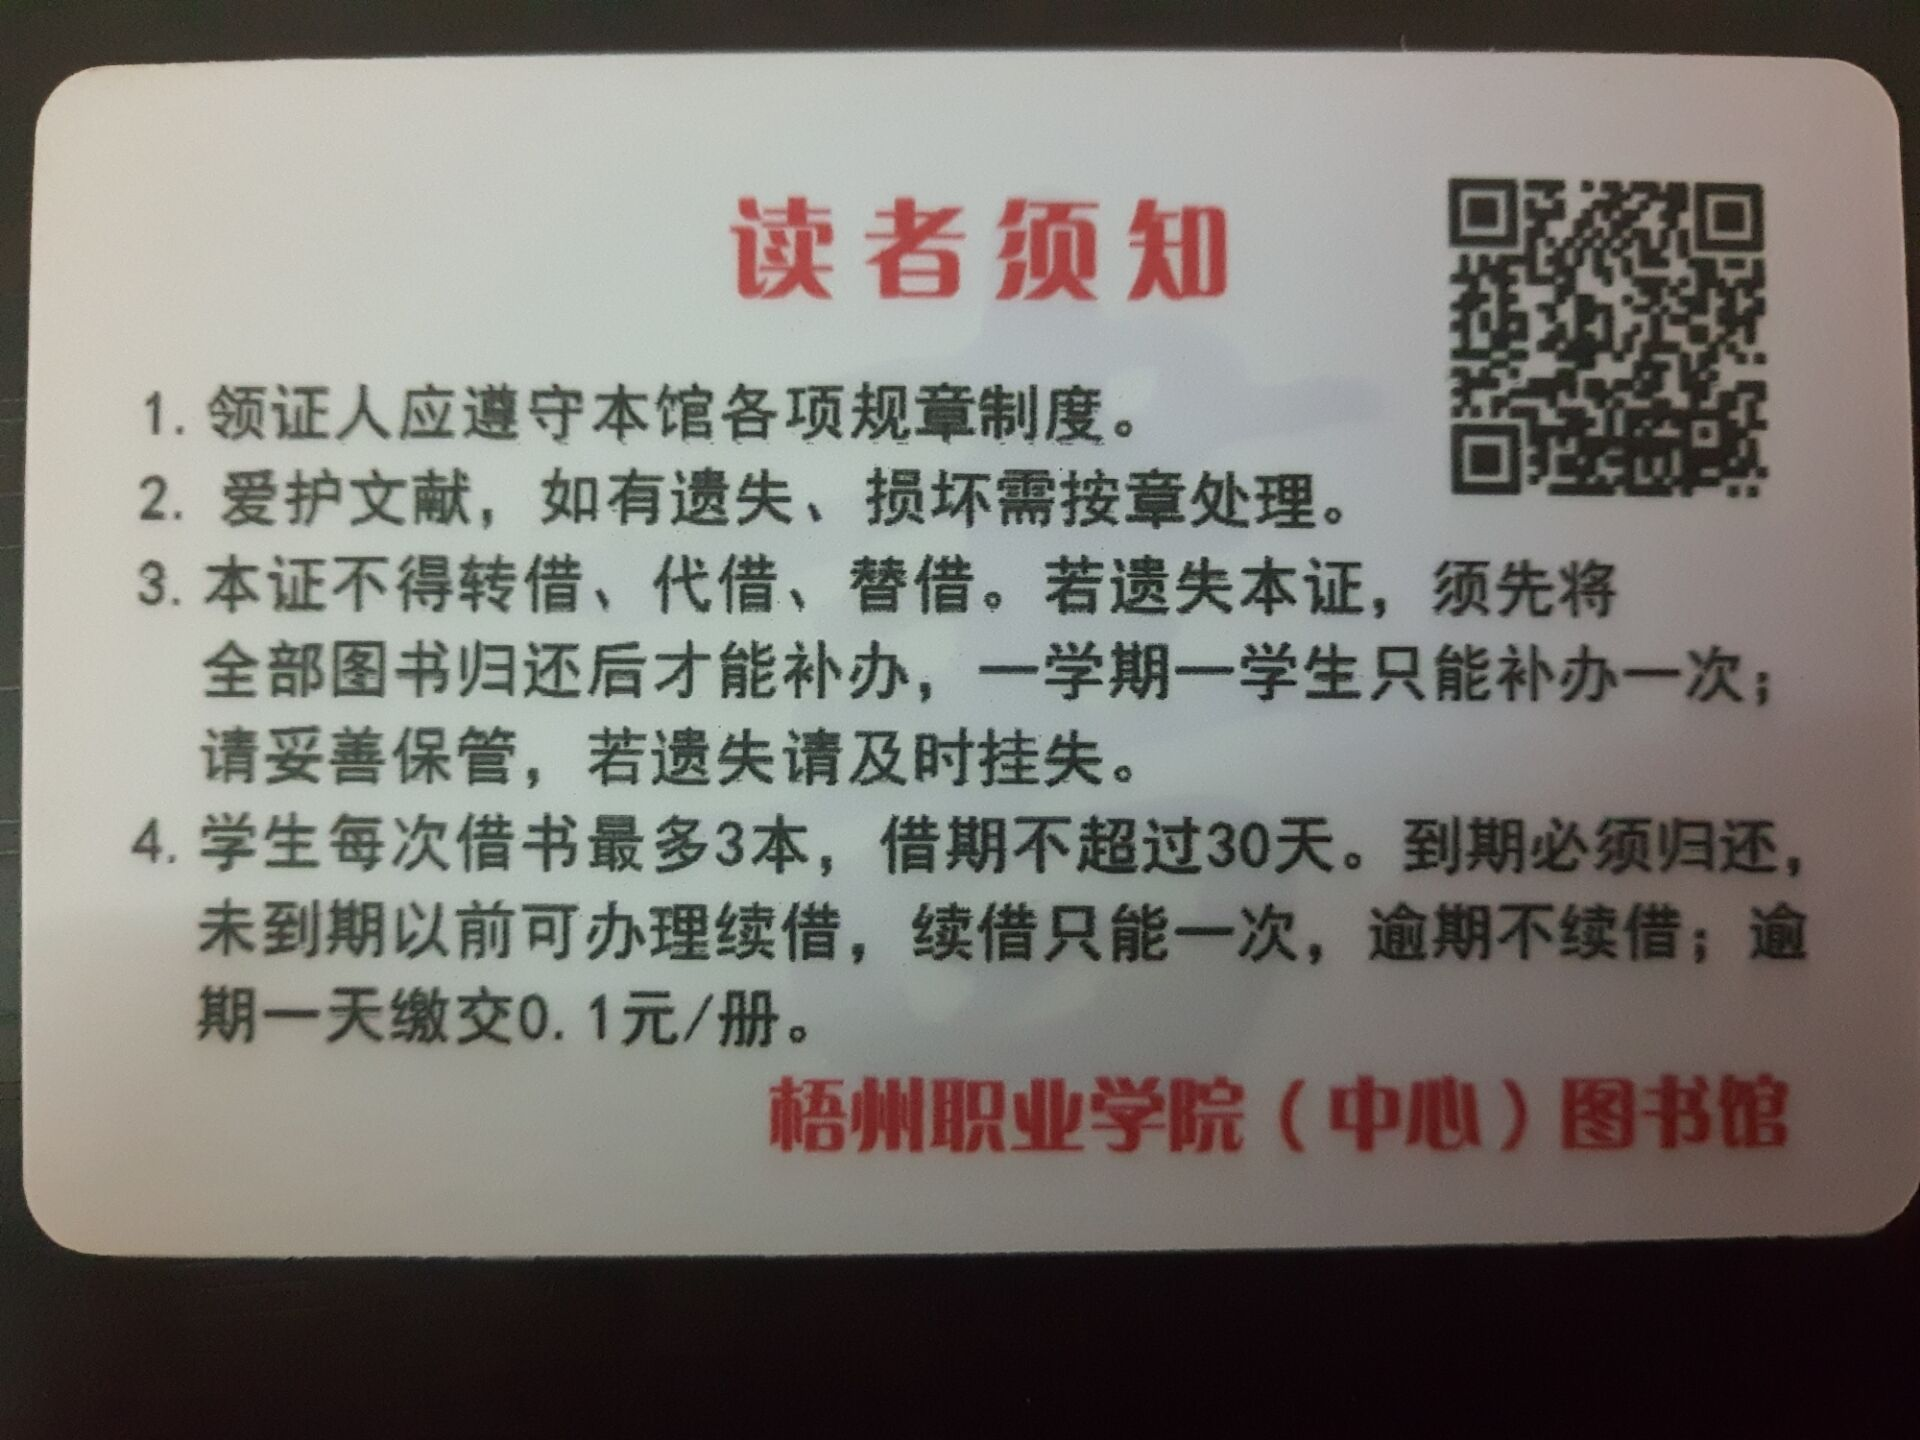 读者须知
1. 领证人应遵守本馆各项规章制度。
2. 爱护文献，如有遗失、损坏需按章处理。
3. 本证不得转借、代借、替借。若遗失本证，须先将
全部图书归还后才能补办，一学期一学生只能补办一次；
请妥善保管，若遗失请及时挂失。
4. 学生每次借书最多3本，借期不超过30天。到期必须归还，
未到期以前可办理续借，续借只能一次，逾期不续借；逾
期一天缴交0.1元/册。
梧州职业学院（中心）图书馆